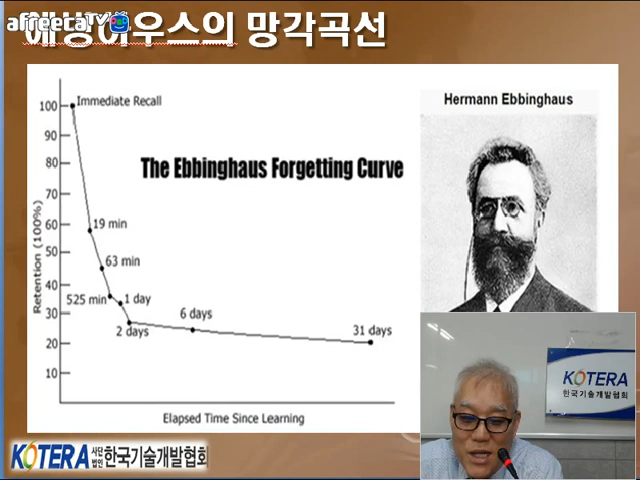 afreecaTV
에빙하우스의 망각곡선
Hermann Ebbinghaus
The Ebbinghaus Forgetting Curve
Retention (100%)
100
90
80
70
60
50
40
30
20
10
Immediate Recall
19 min
63 min
525 min
1 day
2 days
6 days
31 days
Elapsed Time Since Learning
KOTERA
한국기술개발협회
KOTERA 사단법인 한국기술개발협회